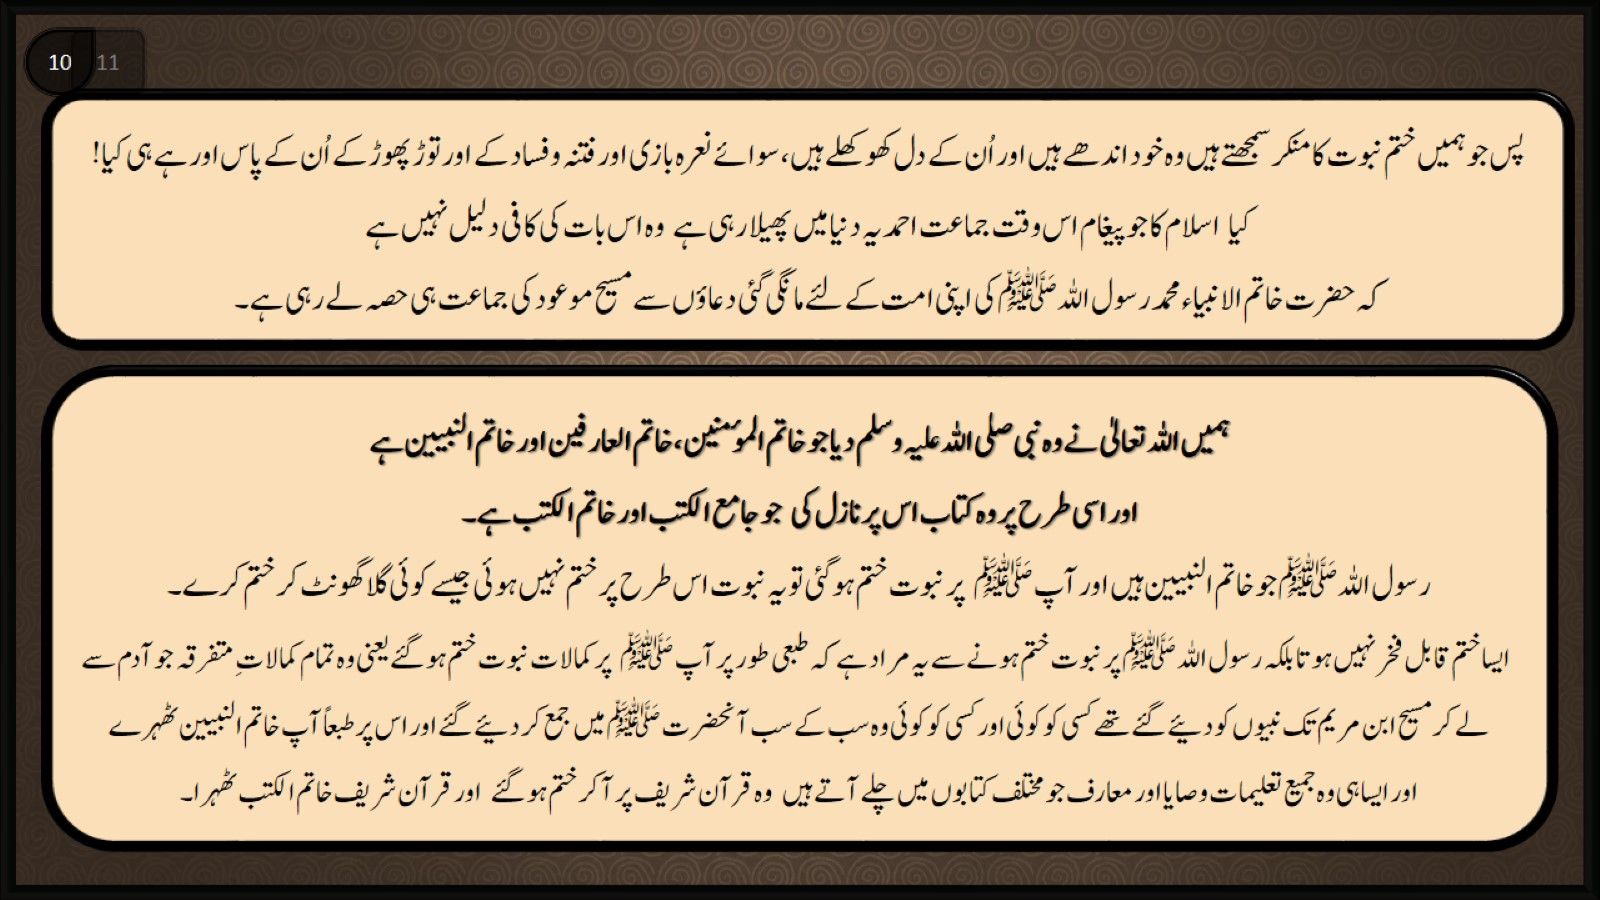 10 11
پس جو ہمیں ختم نبوت کا منکر سمجھتے ہیں وہ خود اندھے ہیں اور اُن کے دل کھوکھلے ہیں، سوائے نعرہ بازی اور فتنہ و فساد کے اور توڑ پھوڑ کے اُن کے پاس اور ہے ہی کیا!
کیا اسلام کا جو پیغام اس وقت جماعت احمدیہ دنیا میں پھیلا رہی ہے وہ اس بات کی کافی دلیل نہیں ہے
کہ حضرت خاتم الانبیاء محمد رسول اللہ ﷺ کی اپنی امت کے لئے مانگی گئی دعاؤں سے مسیح موعود کی جماعت ہی حصہ لے رہی ہے۔
ہمیں اللہ تعالیٰ نے وہ نبی صلی اللہ علیہ وسلم دیا جو خاتم المومنین، خاتم العارفین اور خاتم النبیین ہے
اور اسی طرح پر وہ کتاب اس پر نازل کی جو جامع الکتب اور خاتم الکتب ہے۔
رسول اللہ ﷺ جو خاتم النبیین ہیں اور آپ ﷺ پر نبوت ختم ہو گئی تو یہ نبوت اس طرح پر ختم نہیں ہوئی جیسے کوئی گلا گھونٹ کر ختم کرے۔
ایسا ختم قابل فخر نہیں ہوتا بلکہ رسول اللہ ﷺ پر نبوت ختم ہونے سے یہ مراد ہے کہ طبعی طور پر آپ ﷺ پر کمالات نبوت ختم ہو گئے یعنی وہ تمام کمالاتِ متفرقہ جو آدم سے
لے کر مسیح ابن مریم تک نبیوں کو دیئے گئے تھے کسی کو کوئی اور کسی کو کوئی وہ سب کے سب آنحضرت ﷺ میں جمع کر دیئے گئے اور اس پر طبعاً آپ خاتم النبیین ٹھہرے
اور ایسا ہی وہ جمیع تعلیمات وصایا اور معارف جو مختلف کتابوں میں چلے آتے ہیں وہ قرآن شریف پر آکر ختم ہو گئے اور قرآن شریف خاتم الکتب ٹھہرا۔